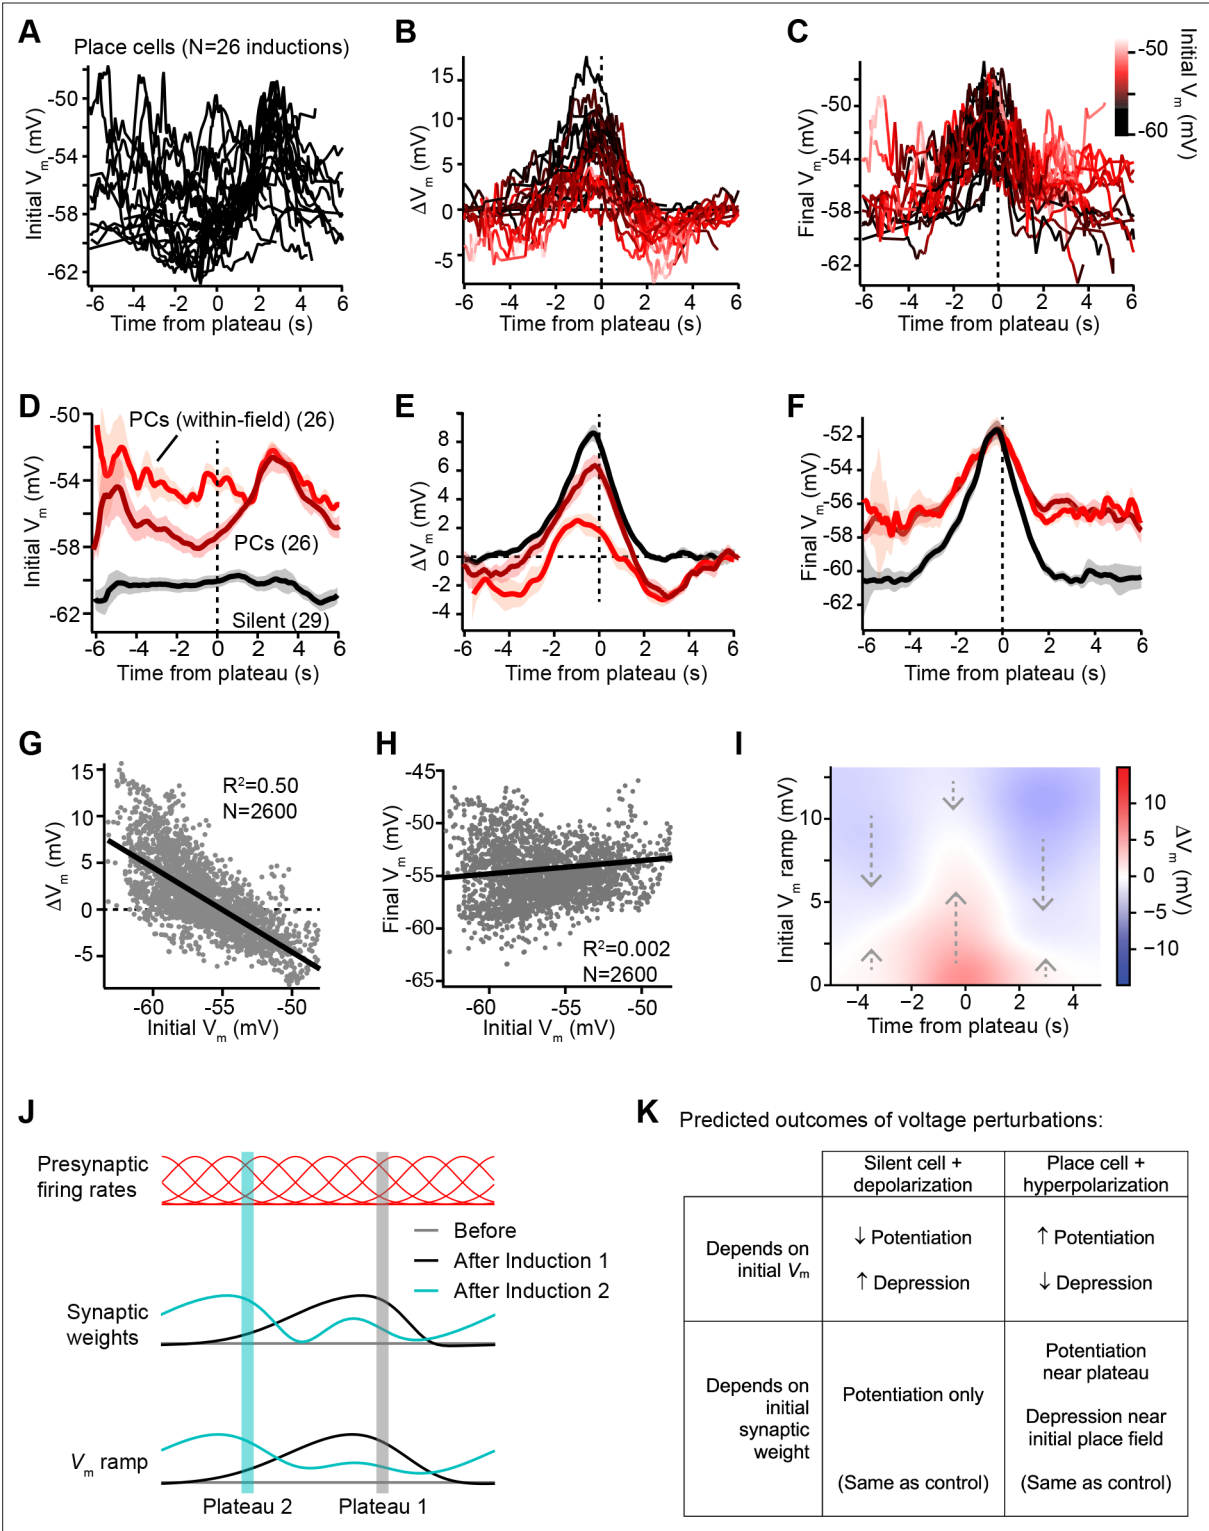 A
Place cells (N=26 inductions)
Initial Vm (mV)
-50
-54
-58
-62
-6 -4 -2 0 2 4 6
Time from plateau (s)
B
ΔVm (mV)
15
10
5
0
-5
-6 -4 -2 0 2 4 6
Time from plateau (s)
C
Final Vm (mV)
-50
-54
-58
-62
-6 -4 -2 0 2 4 6
Time from plateau (s)
-50
-60
Initial Vm (mV)
D
PCs (within-field) (26)
PCs (26)
Silent (29)
Initial Vm (mV)
-50
-54
-58
-62
-6 -4 -2 0 2 4 6
Time from plateau (s)
E
ΔVm (mV)
8
6
4
2
0
-2
-4
-6 -4 -2 0 2 4 6
Time from plateau (s)
F
Final Vm (mV)
-52
-56
-60
-62
-6 -4 -2 0 2 4 6
Time from plateau (s)
G
R²=0.50
N=2600
ΔVm (mV)
15
10
5
0
-5
-60 -55 -50
Initial Vm (mV)
H
Final Vm (mV)
-45
-50
-55
-60
-65
R²=0.002
N=2600
-60 -55 -50
Initial Vm (mV)
I
Initial Vm ramp (mV)
10
5
0
-4 -2 0 2 4
Time from plateau (s)
10
5
0
-5
-10
ΔVm (mV)
J
Presynaptic
firing rates
Before
After Induction 1
After Induction 2
Synaptic
weights
Vm ramp
Plateau 2 Plateau 1
K
Predicted outcomes of voltage perturbations:
Silent cell +
depolarization
Place cell +
hyperpolarization
Depends on
initial Vm
↓ Potentiation
↑ Depression
↑ Potentiation
↓ Depression
Depends on
initial
synaptic
weight
Potentiation only
(Same as control)
Potentiation
near plateau
Depression near
initial place field
(Same as control)